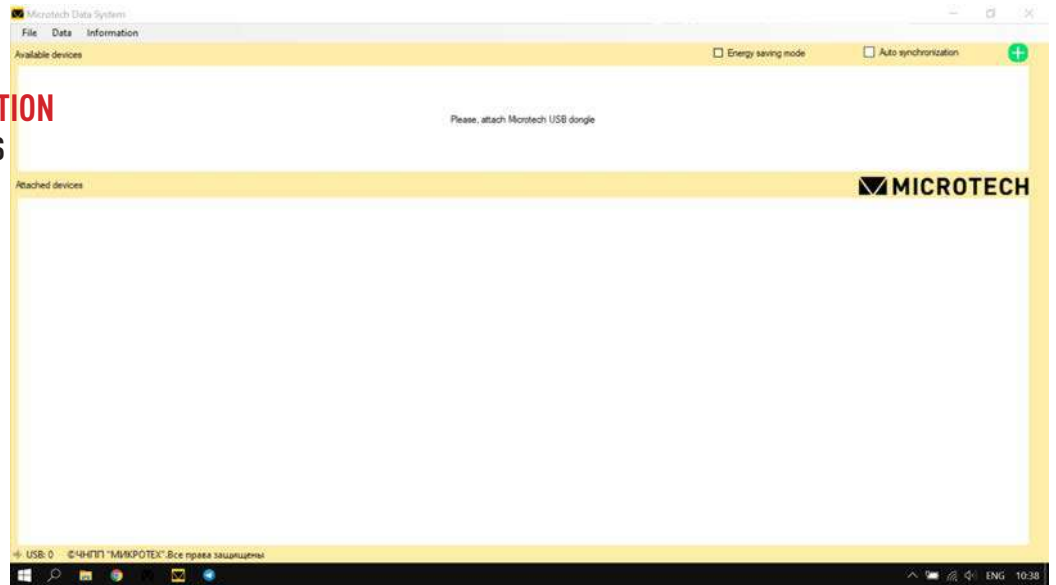 Microtech Data System
File Data Information
Available devices
Energy saving mode
Auto synchronization
TION
Please, attach Microtech USB dongle
S
Attached devices
MICROTECH
USB: 0 ©ЧНПП "МИКРОТЕХ".Все права защищены
ENG 10:38